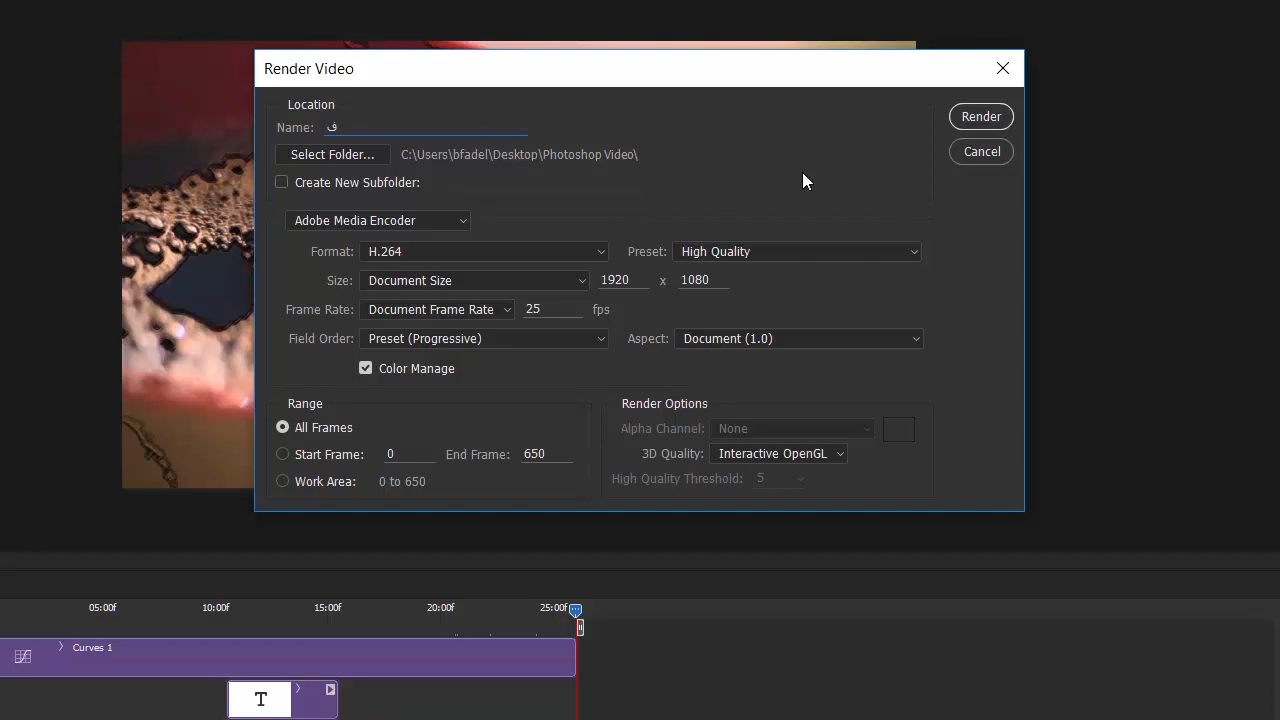 Render Video
Location
Name: ف
Render
Select Folder... C:\Users\bfadel\Desktop\Photoshop Video\
Cancel
Create New Subfolder:
Adobe Media Encoder
Format: H.264 Preset: High Quality
Size: Document Size 1920 x 1080
Frame Rate: Document Frame Rate 25 fps
Field Order: Preset (Progressive) Aspect: Document (1.0)
Color Manage
Range
All Frames
Start Frame: 0 End Frame: 650
Work Area: 0 to 650
Render Options
Alpha Channel: None
3D Quality: Interactive OpenGL
High Quality Threshold: 5
05:00f 10:00f 15:00f 20:00f 25:00f
Curves 1
T